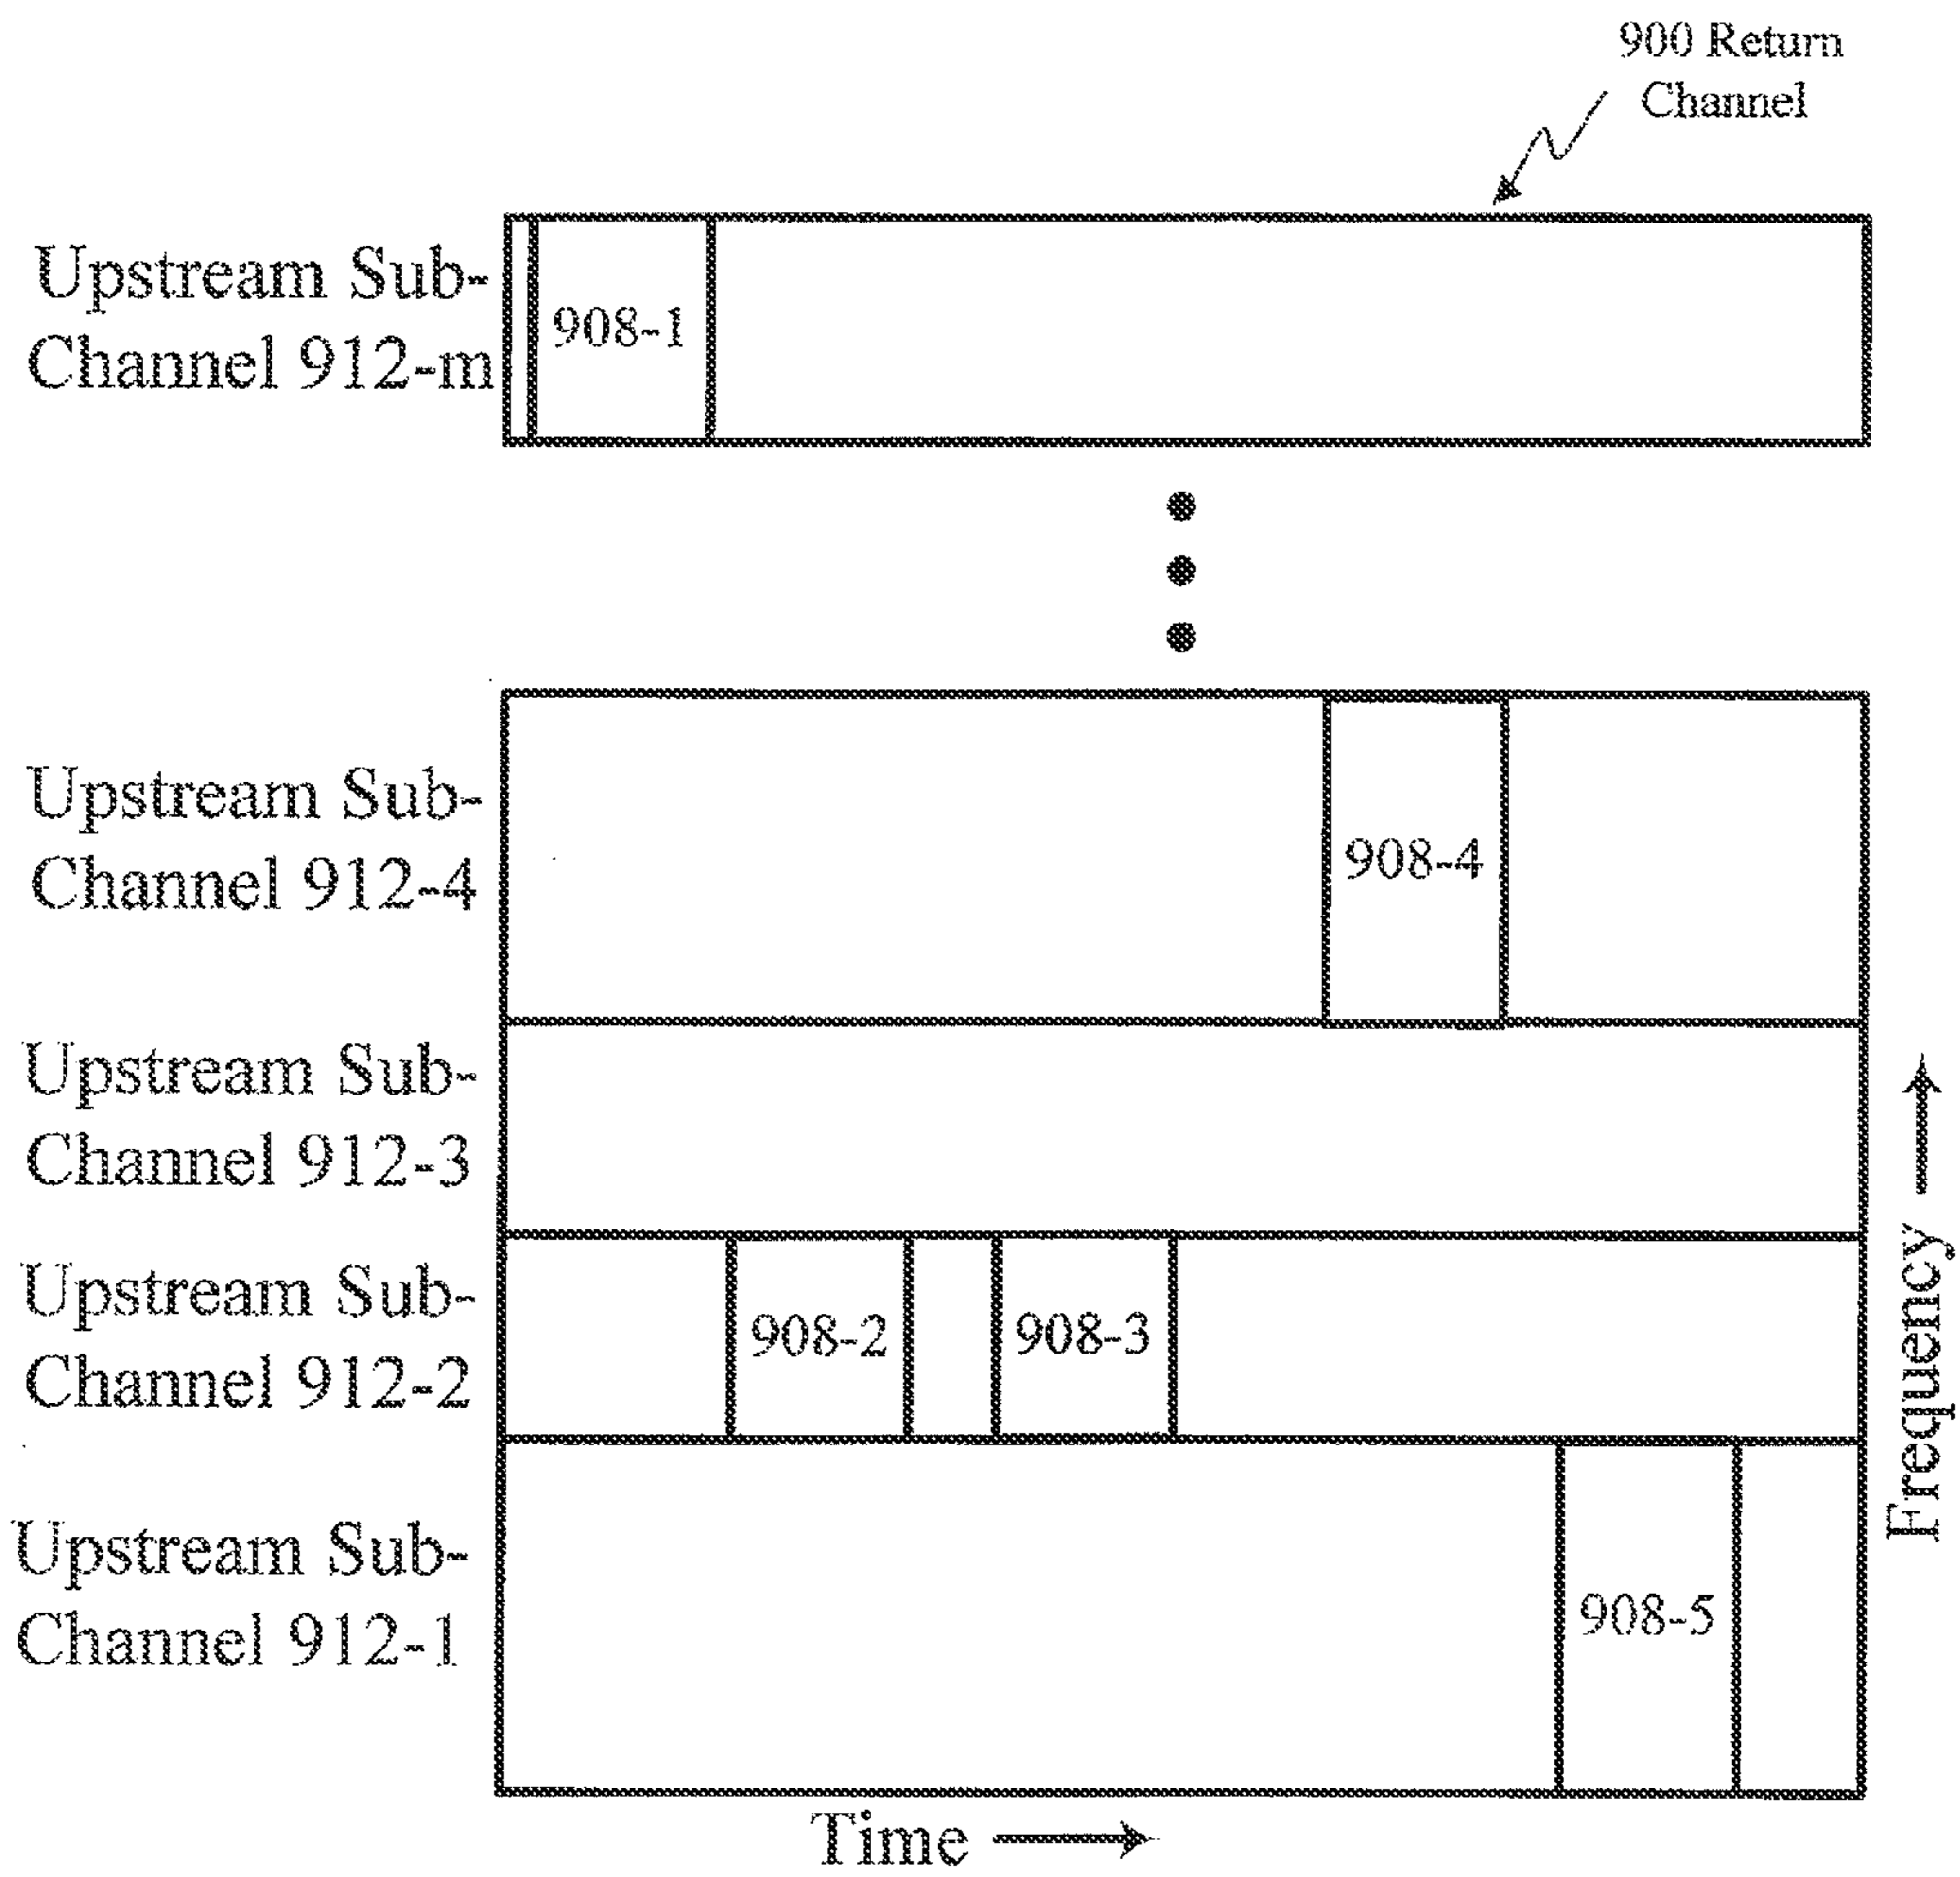 900 Return
Channel
Upstream Sub-
Channel 912-m
908-1
Upstream Sub-
Channel 912-4
908-4
Upstream Sub-
Channel 912-3
Upstream Sub-
Channel 912-2
908-2
908-3
Upstream Sub-
Channel 912-1
908-5
Frequency
Time